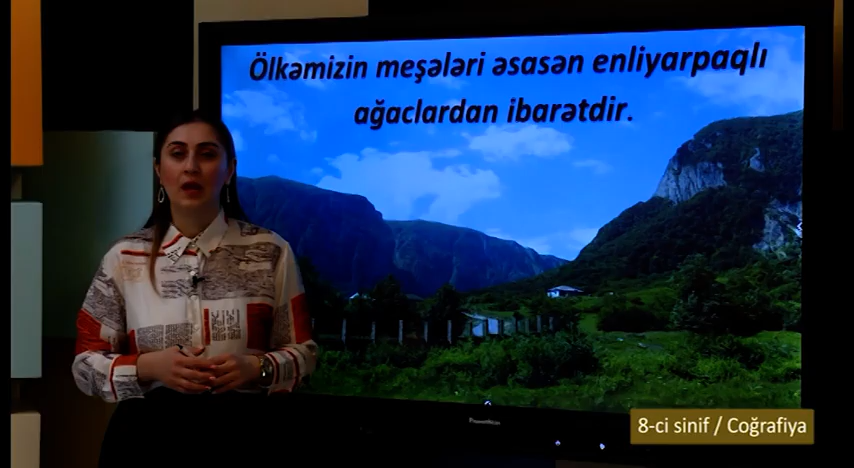 Ölkəmizin meşələri əsasən enliyarpaqlı
ağaclardan ibarətdir.
8-ci sinif / Coğrafiya